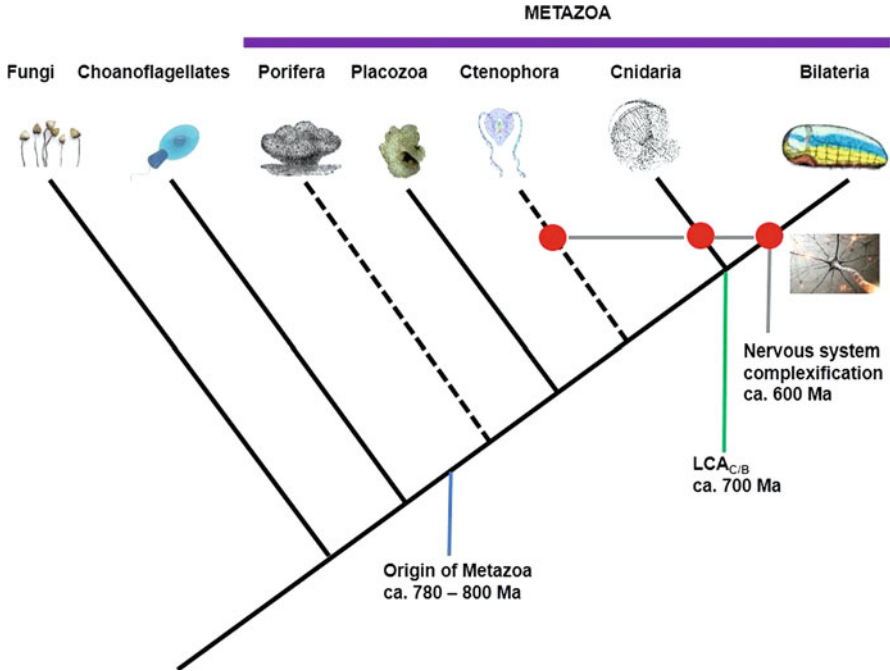 METAZOA
Fungi Choanoflagellates Porifera Placozoa Ctenophora Cnidaria Bilateria
Nervous system
complexification
ca. 600 Ma
LCA_C/B
ca. 700 Ma
Origin of Metazoa
ca. 780 – 800 Ma